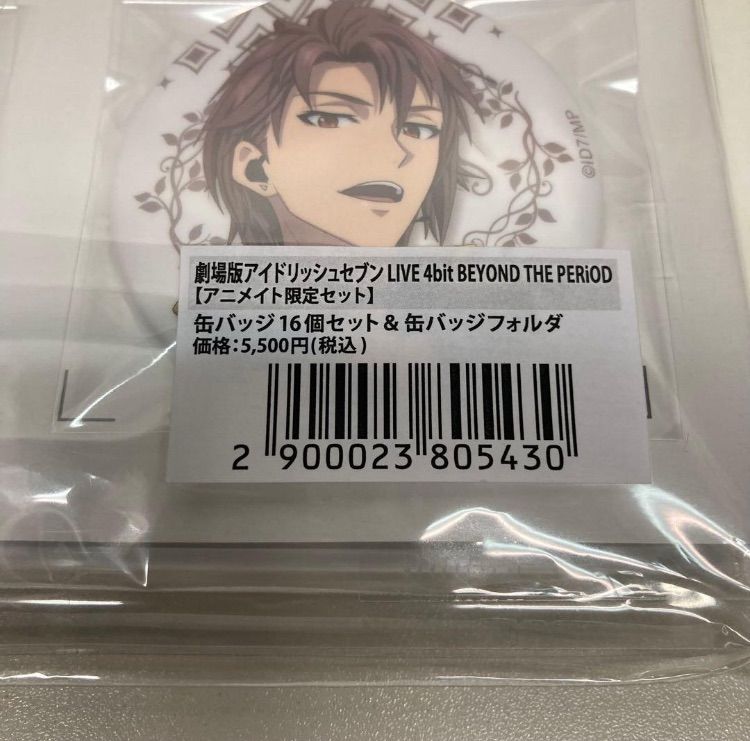 ©ID7/MP
劇場版アイドリッシュセブン LIVE 4bit BEYOND THE PERiOD
【アニメイト限定セット】
缶バッジ 16個セット & 缶バッジフォルダ
価格：5,500円(税込)
2 900023 805430